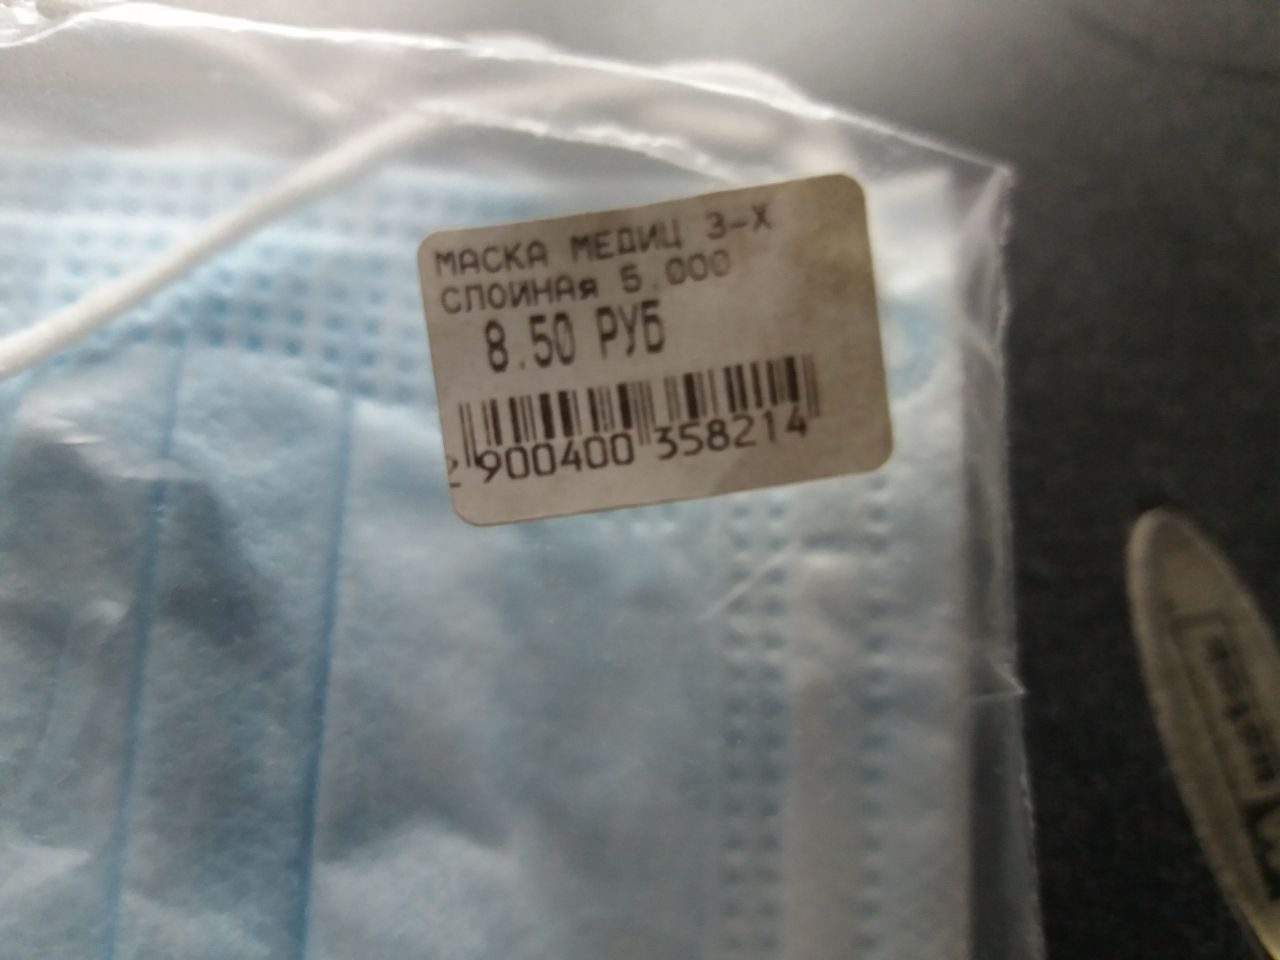 МАСКА МЕДИЦ 3-Х
СЛОИНАя 5.000
8.50 РУБ
2 900400 358214